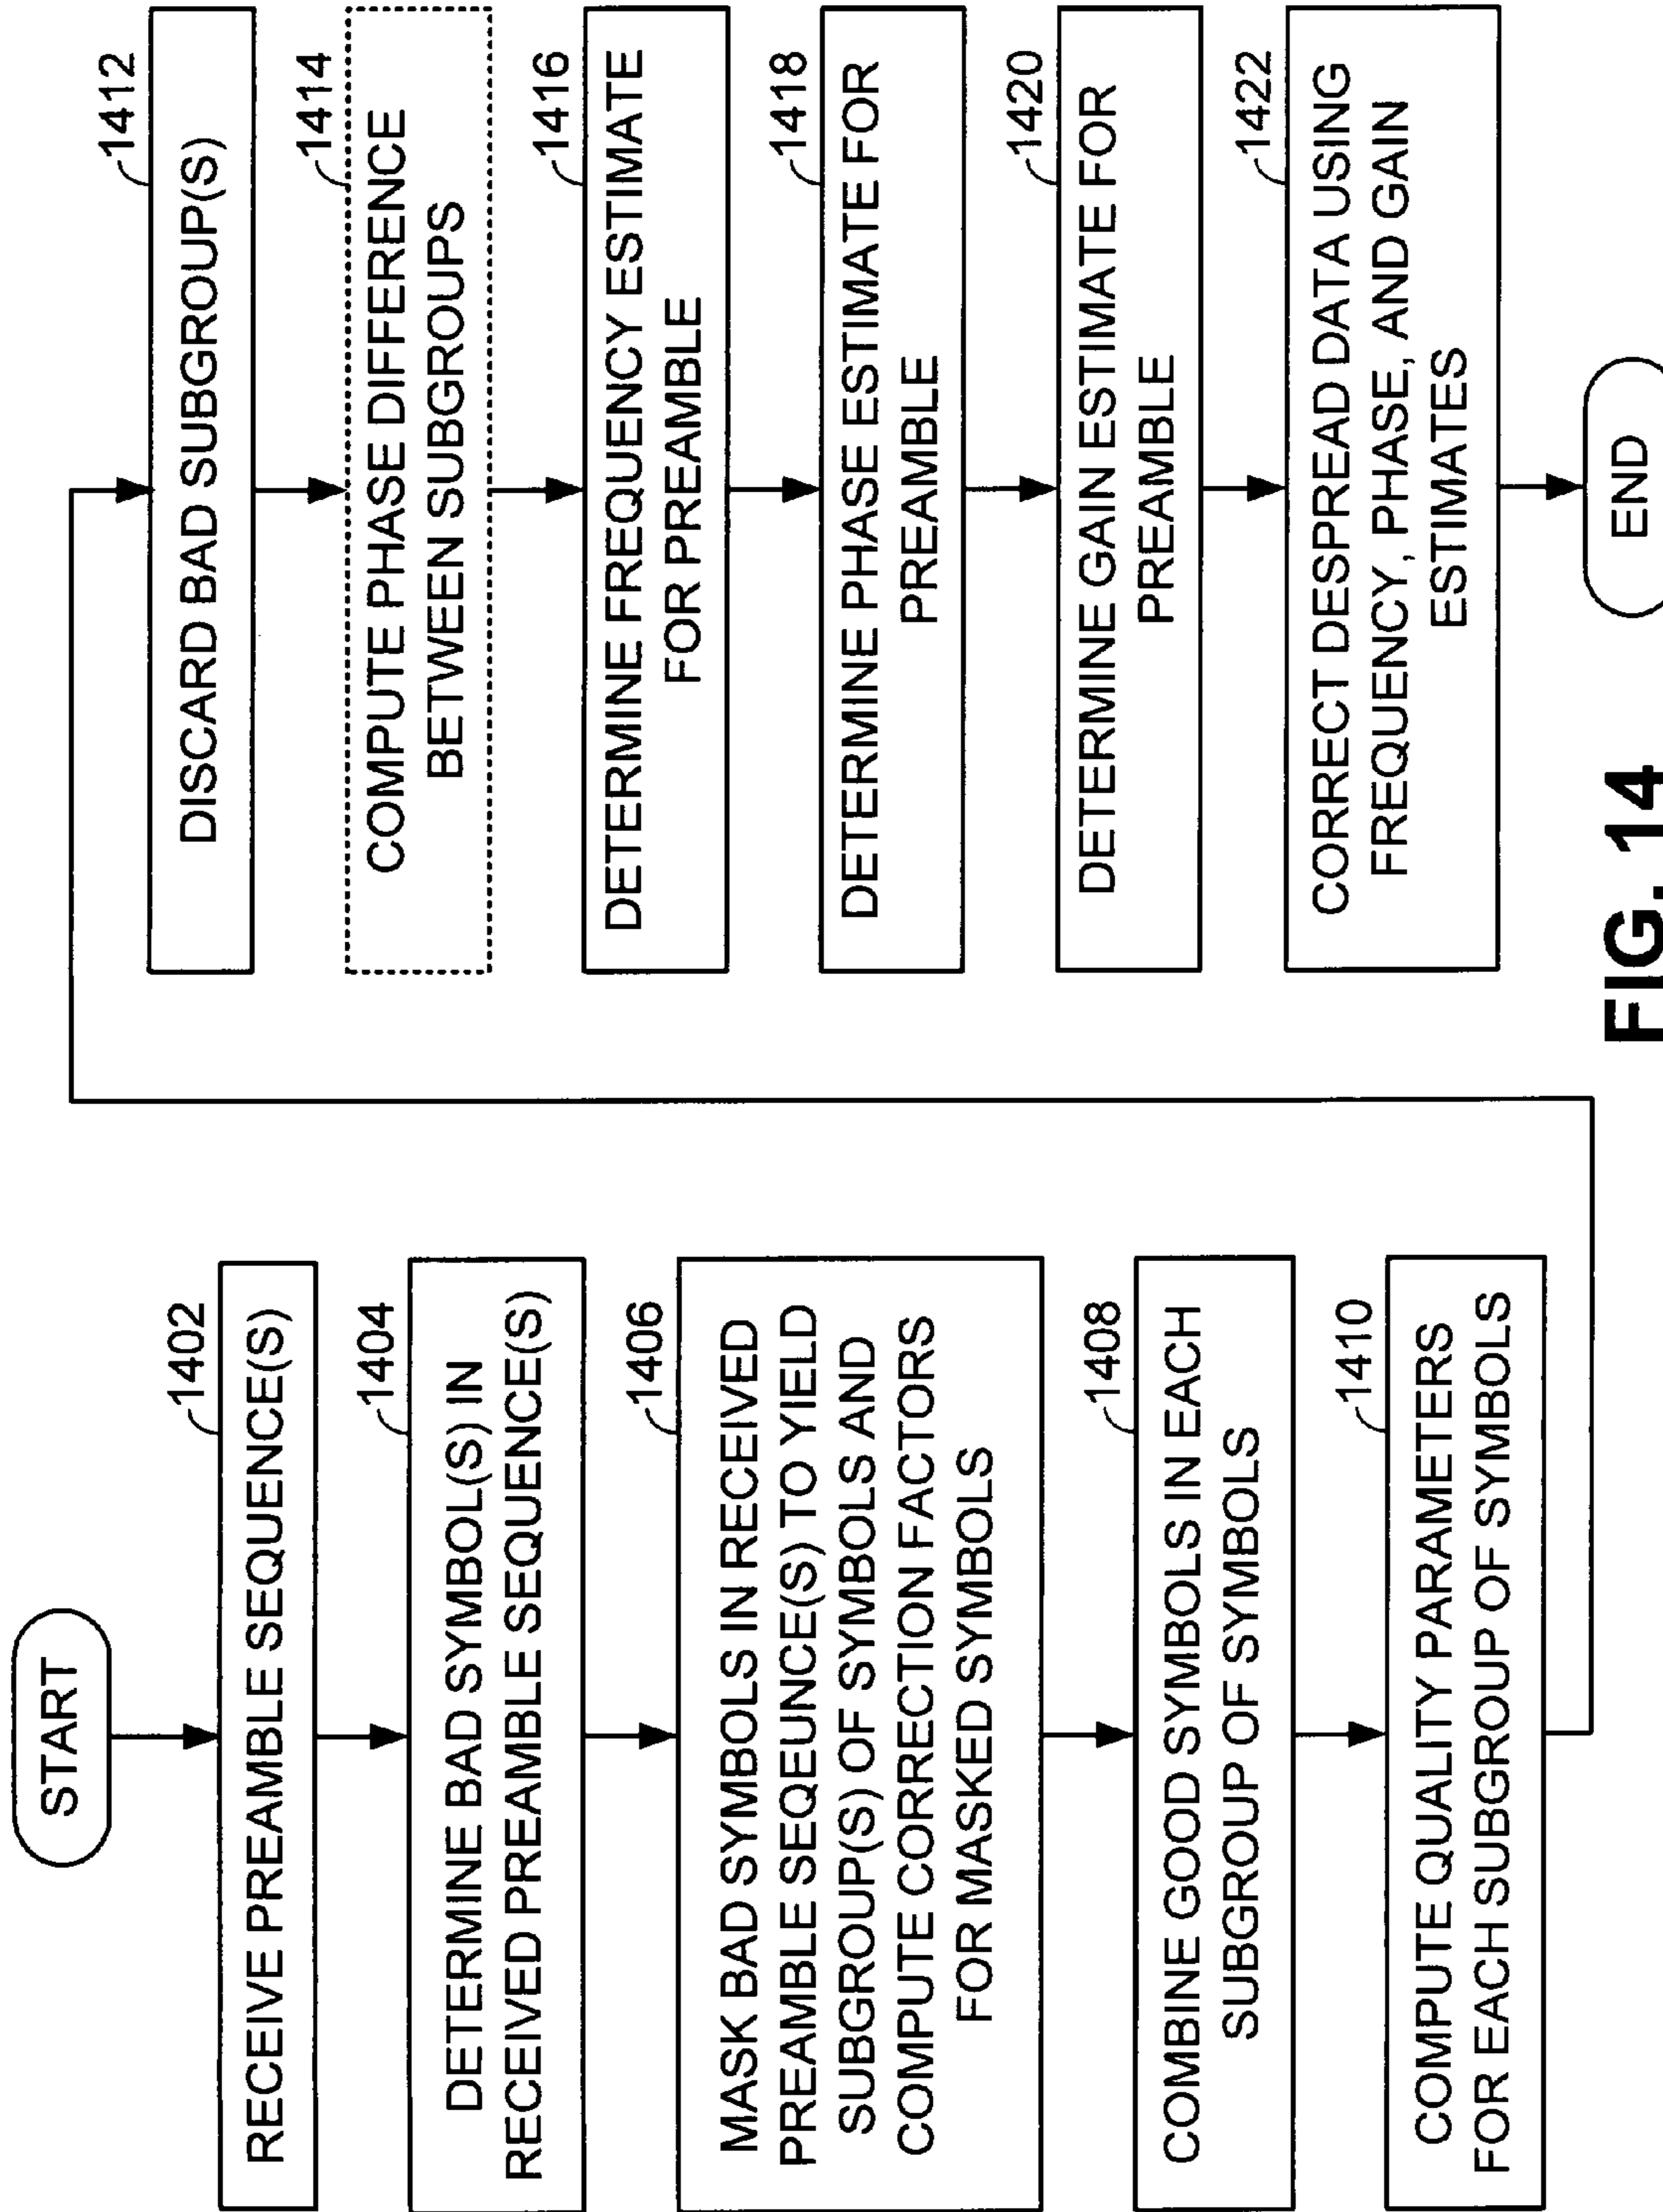 START
1402
RECEIVE PREAMBLE SEQUENCE(S)
1404
DETERMINE BAD SYMBOL(S) IN
RECEIVED PREAMBLE SEQUENCE(S)
1406
MASK BAD SYMBOLS IN RECEIVED
PREAMBLE SEQEUNCE(S) TO YIELD
SUBGROUP(S) OF SYMBOLS AND
COMPUTE CORRECTION FACTORS
FOR MASKED SYMBOLS
1408
COMBINE GOOD SYMBOLS IN EACH
SUBGROUP OF SYMBOLS
1410
COMPUTE QUALITY PARAMETERS
FOR EACH SUBGROUP OF SYMBOLS
1412
DISCARD BAD SUBGROUP(S)
1414
COMPUTE PHASE DIFFERENCE
BETWEEN SUBGROUPS
1416
DETERMINE FREQUENCY ESTIMATE
FOR PREAMBLE
1418
DETERMINE PHASE ESTIMATE FOR
PREAMBLE
1420
DETERMINE GAIN ESTIMATE FOR
PREAMBLE
1422
CORRECT DESPREAD DATA USING
FREQUENCY, PHASE, AND GAIN
ESTIMATES
END
FIG. 14